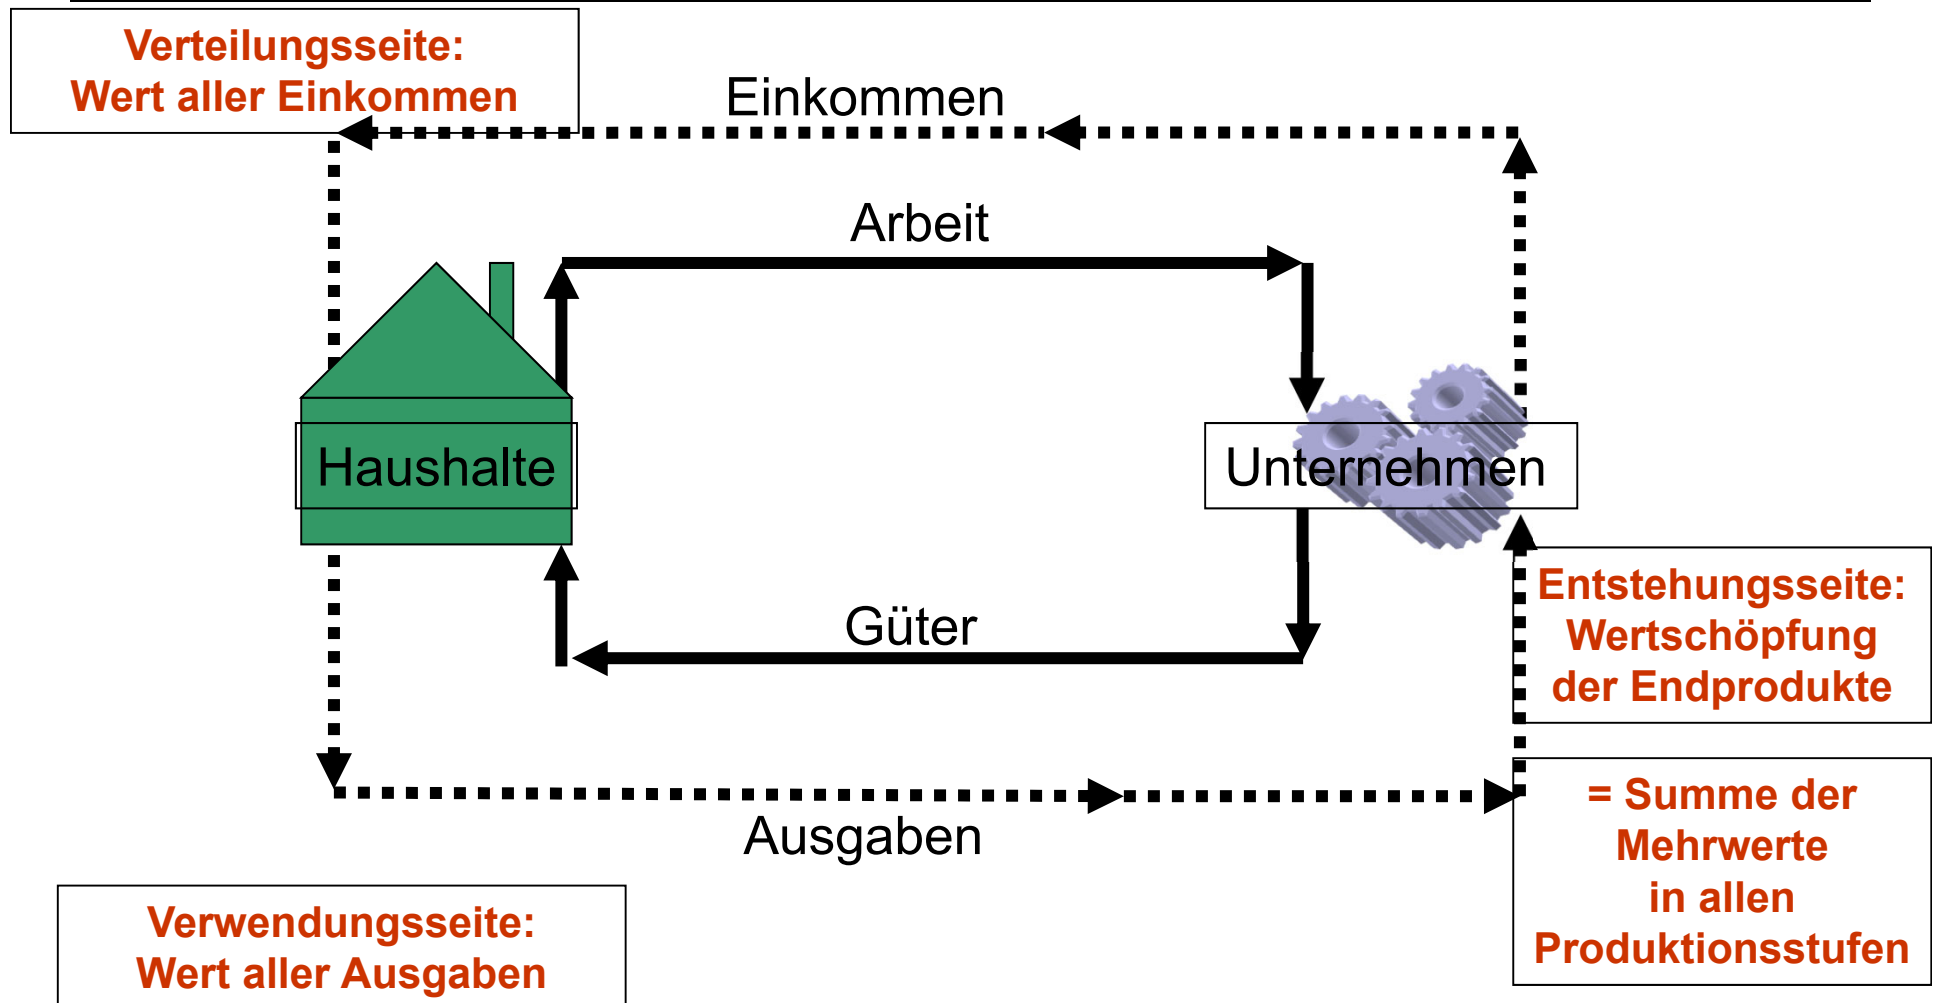 Verteilungsseite:
Wert aller Einkommen
Einkommen
Arbeit
Haushalte
Unternehmen
Güter
Entstehungsseite:
Wertschöpfung
der Endprodukte
Ausgaben
= Summe der
Mehrwerte
in allen
Produktionsstufen
Verwendungsseite:
Wert aller Ausgaben